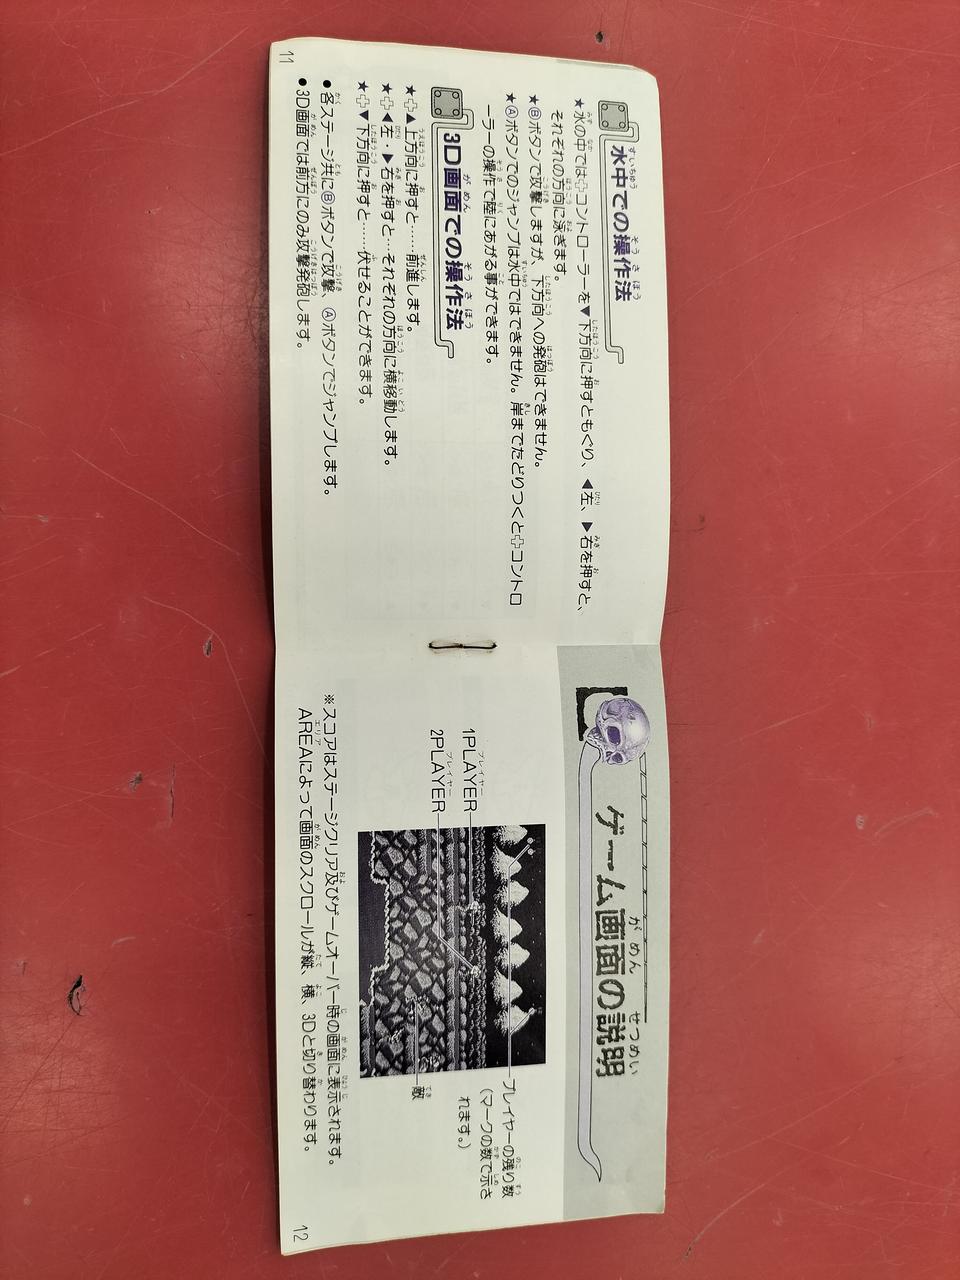 水中での操作法
★水の中では✚コントローラーを▼下方向に押すともぐり、◀左、▶右を押すと、
それぞれの方向に泳ぎます。
★Ⓑボタンで攻撃しますが、下方向への発砲はできません。
★Ⓐボタンでのジャンプは水中ではできません。岸までたどりつくと✚コントロ
ーラーの操作で陸にあがる事ができます。
3D画面での操作法
★✚▲上方向に押すと……前進します。
★✚◀左・▶右を押すと…それぞれの方向に横移動します。
★✚▼下方向に押すと……伏せることができます。
●各ステージ共にⒷボタンで攻撃、Ⓐボタンでジャンプします。
●3D画面では前方にのみ攻撃発砲します。
11
ゲーム画面の説明
1PLAYER
2PLAYER
プレイヤーの残り数
(マークの数で示さ
れます。)
敵
※スコアはステージクリア及びゲームオーバー時の画面に表示されます。
AREAによって画面のスクロールが縦、横、3Dと切り替わります。
12